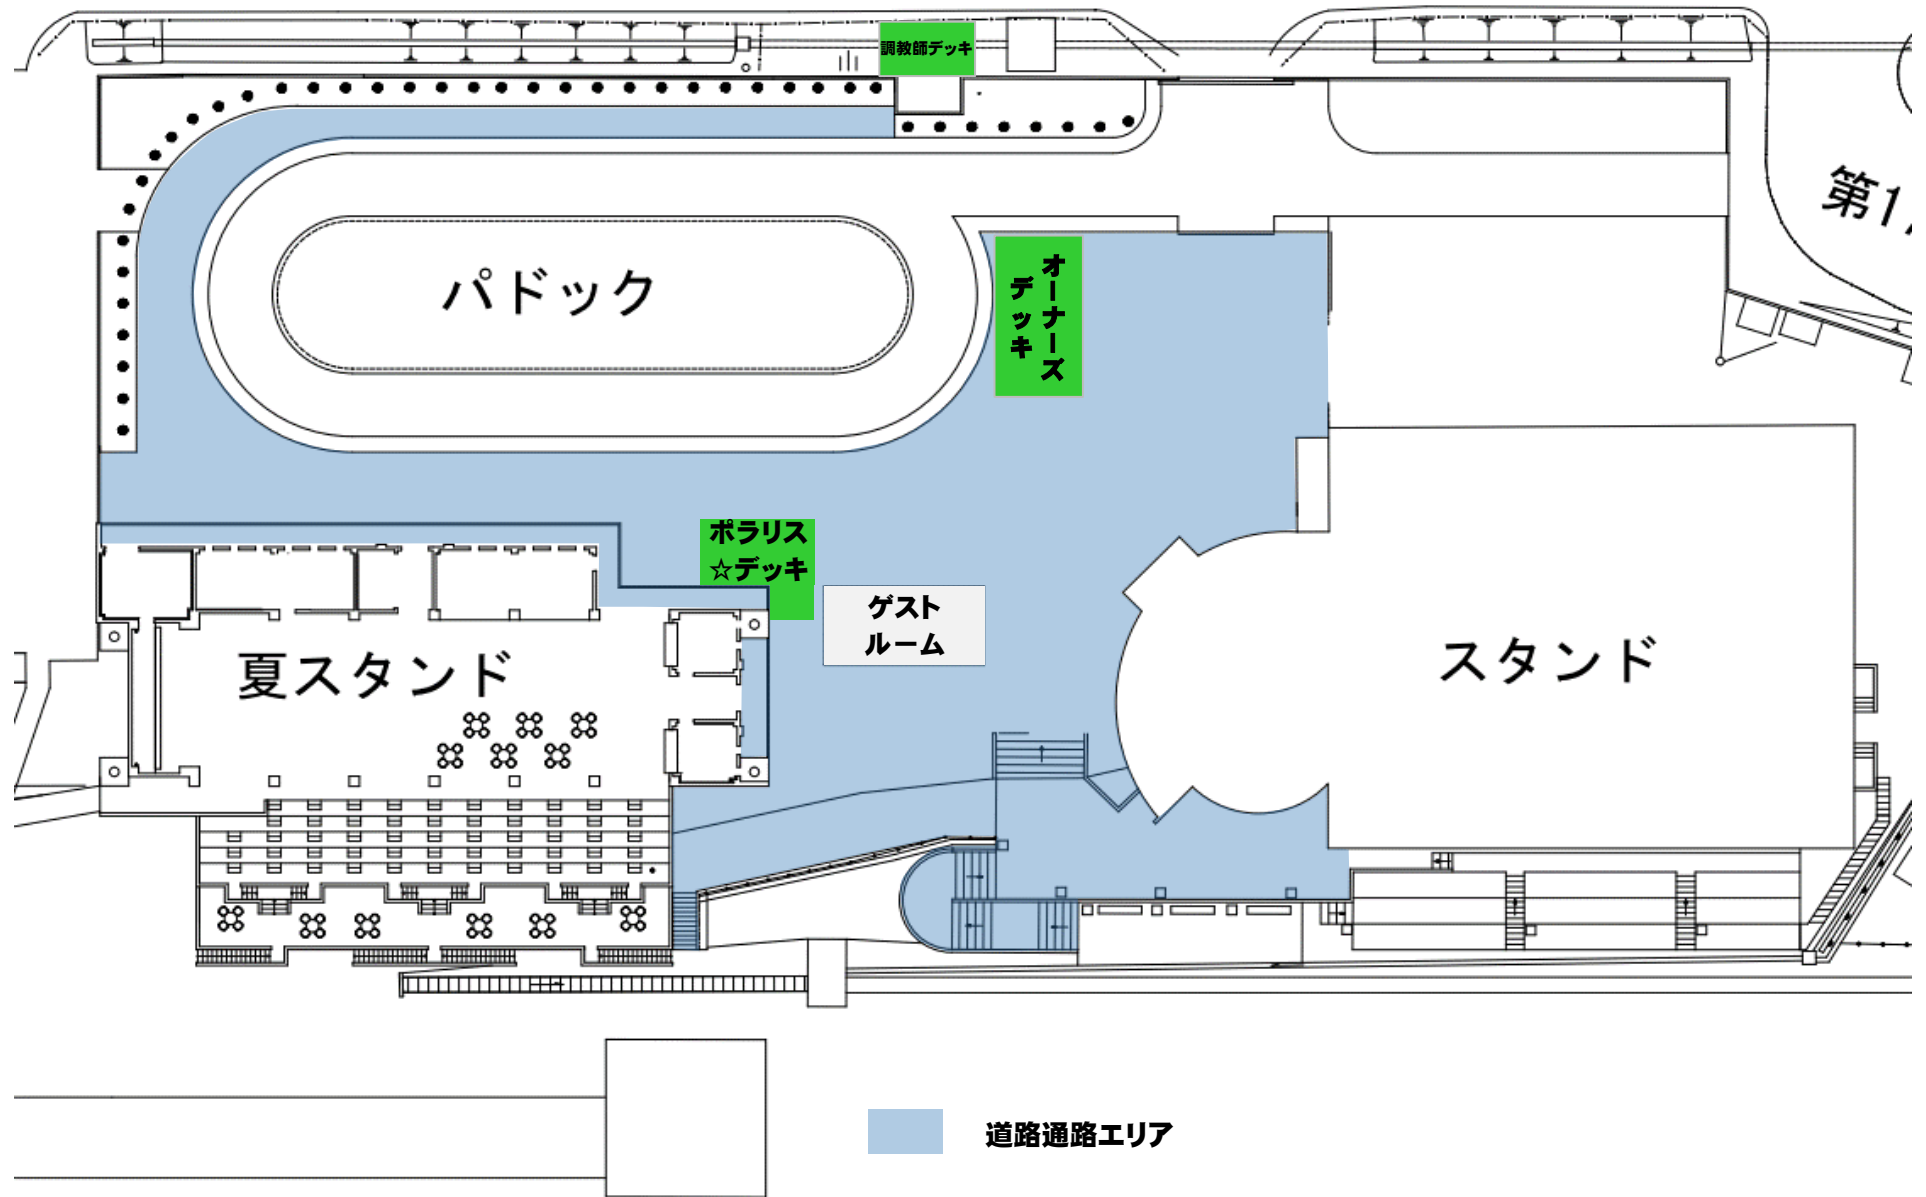 調教師デッキ
第1
パドック
オーナーズ
デッキ
ポラリス
☆デッキ
ゲスト
ルーム
夏スタンド
スタンド
道路通路エリア